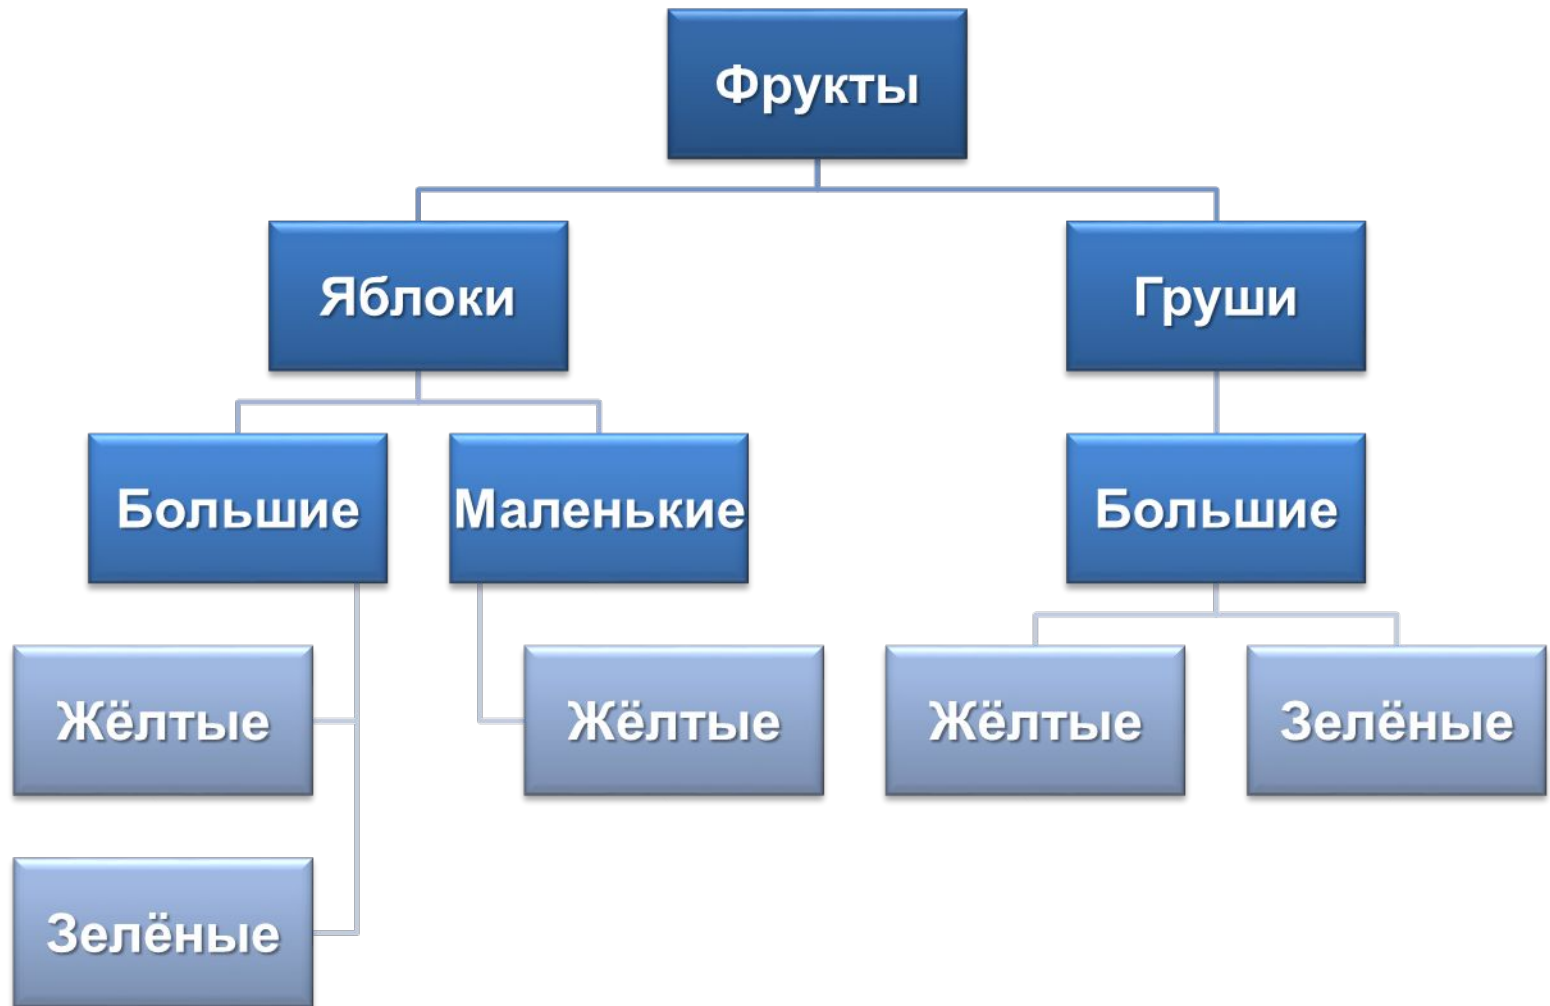 Фрукты
Яблоки
Груши
Большие
Маленькие
Большие
Жёлтые
Жёлтые
Жёлтые
Зелёные
Зелёные